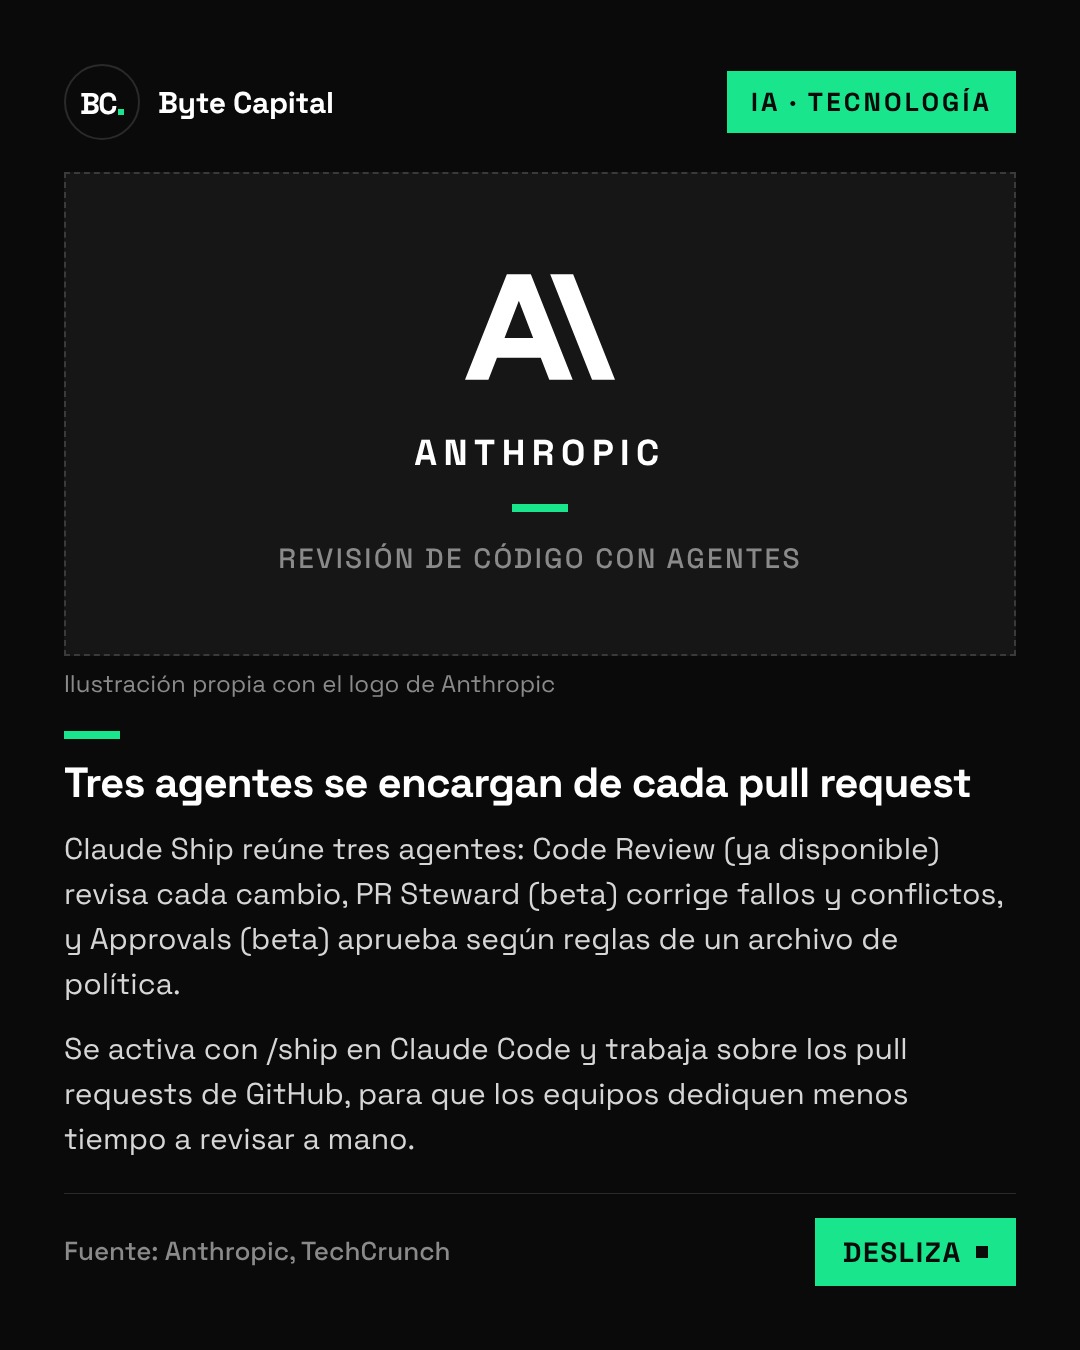 BC.
Byte Capital
IA · TECNOLOGÍA
A\
ANTHROPIC
REVISIÓN DE CÓDIGO CON AGENTES
Ilustración propia con el logo de Anthropic
Tres agentes se encargan de cada pull request
Claude Ship reúne tres agentes: Code Review (ya disponible)
revisa cada cambio, PR Steward (beta) corrige fallos y conflictos,
y Approvals (beta) aprueba según reglas de un archivo de
política.
Se activa con /ship en Claude Code y trabaja sobre los pull
requests de GitHub, para que los equipos dediquen menos
tiempo a revisar a mano.
Fuente: Anthropic, TechCrunch
DESLIZA